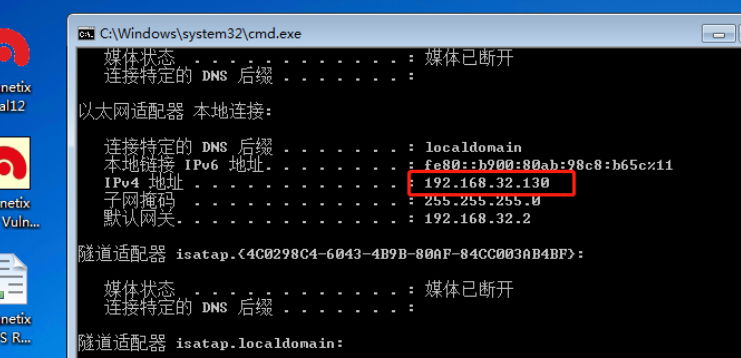 C:\Windows\system32\cmd.exe
媒体状态 . . . . . . . . . . . . : 媒体已断开
连接特定的 DNS 后缀 . . . . . . . :
netix
al12
以太网适配器 本地连接:
连接特定的 DNS 后缀 . . . . . . . : localdomain
本地链接 IPv6 地址. . . . . . . . : fe80::b900:80ab:98c8:b65c%11
IPv4 地址 . . . . . . . . . . . . : 192.168.32.130
子网掩码 . . . . . . . . . . . . : 255.255.255.0
默认网关. . . . . . . . . . . . . : 192.168.32.2
netix
Vuln...
隧道适配器 isatap.{4C0298C4-6043-4B9B-80AF-84CC003AB4BF}:
媒体状态 . . . . . . . . . . . . : 媒体已断开
连接特定的 DNS 后缀 . . . . . . . :
netix
S R...
隧道适配器 isatap.localdomain: